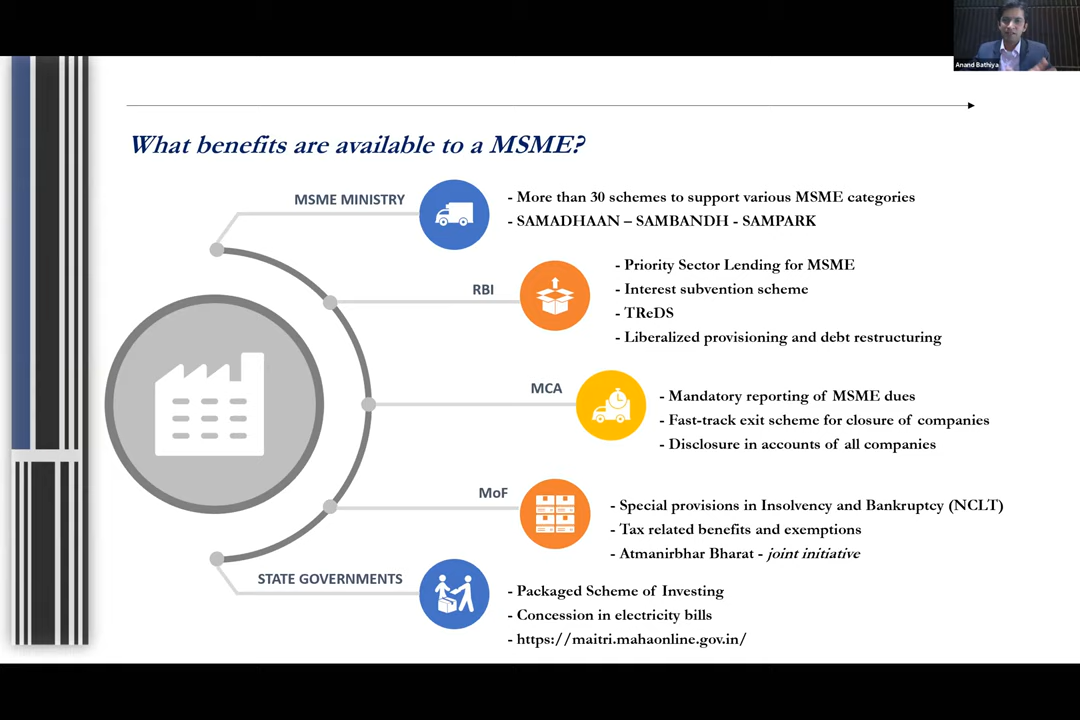 Anand Bathiya
What benefits are available to a MSME?
MSME MINISTRY
- More than 30 schemes to support various MSME categories
- SAMADHAAN – SAMBANDH - SAMPARK
RBI
- Priority Sector Lending for MSME
- Interest subvention scheme
- TReDS
- Liberalized provisioning and debt restructuring
MCA
- Mandatory reporting of MSME dues
- Fast-track exit scheme for closure of companies
- Disclosure in accounts of all companies
MoF
- Special provisions in Insolvency and Bankruptcy (NCLT)
- Tax related benefits and exemptions
- Atmanirbhar Bharat - joint initiative
STATE GOVERNMENTS
- Packaged Scheme of Investing
- Concession in electricity bills
- https://maitri.mahaonline.gov.in/